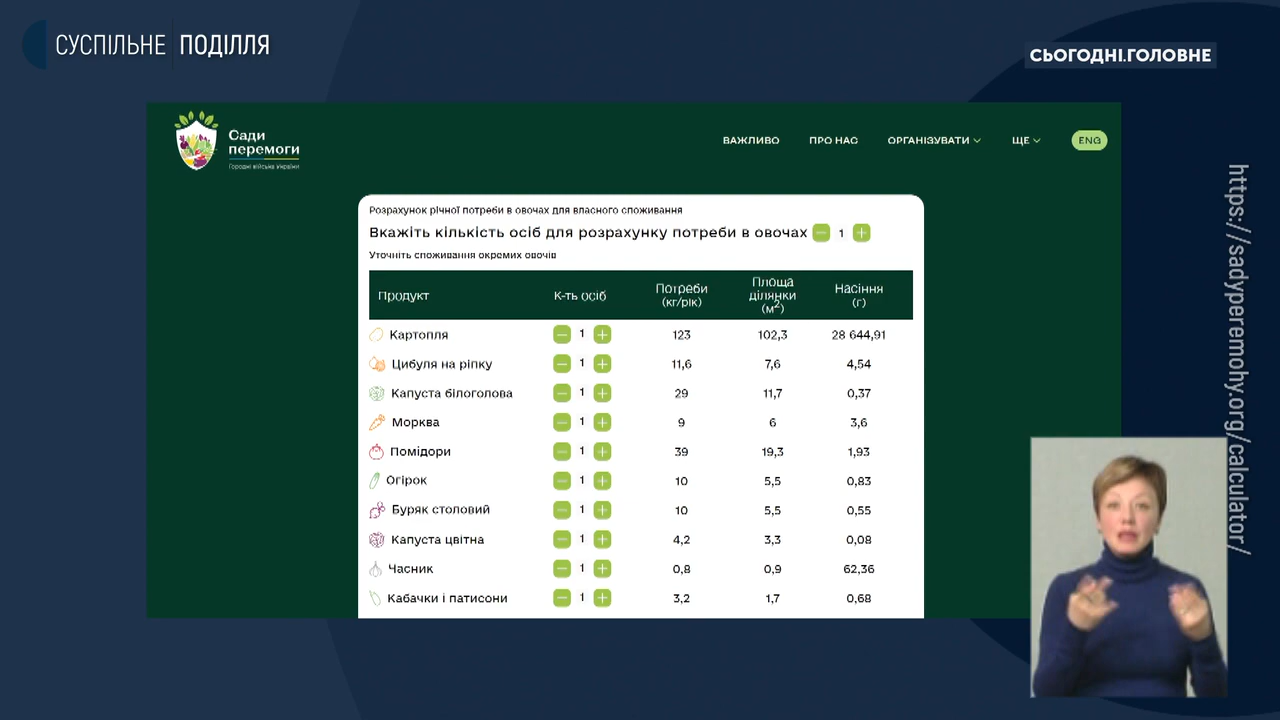 СУСПІЛЬНЕ ПОДІЛЛЯ
СЬОГОДНІ.ГОЛОВНЕ
Сади
перемоги
Городні війська України
ВАЖЛИВО ПРО НАС ОРГАНІЗУВАТИ ЩЕ ENG
Розрахунок річної потреби в овочах для власного споживання
Вкажіть кількість осіб для розрахунку потреби в овочах − 1 +
Уточніть споживання окремих овочів
Продукт К-ть осіб Потреби (кг/рік) Площа ділянки (м²) Насіння (г)
Картопля − 1 + 123 102,3 28 644,91
Цибуля на ріпку − 1 + 11,6 7,6 4,54
Капуста білоголова − 1 + 29 11,7 0,37
Морква − 1 + 9 6 3,6
Помідори − 1 + 39 19,3 1,93
Огірок − 1 + 10 5,5 0,83
Буряк столовий − 1 + 10 5,5 0,55
Капуста цвітна − 1 + 4,2 3,3 0,08
Часник − 1 + 0,8 0,9 62,36
Кабачки і патисони − 1 + 3,2 1,7 0,68
https://sadyperemohy.org/calculator/